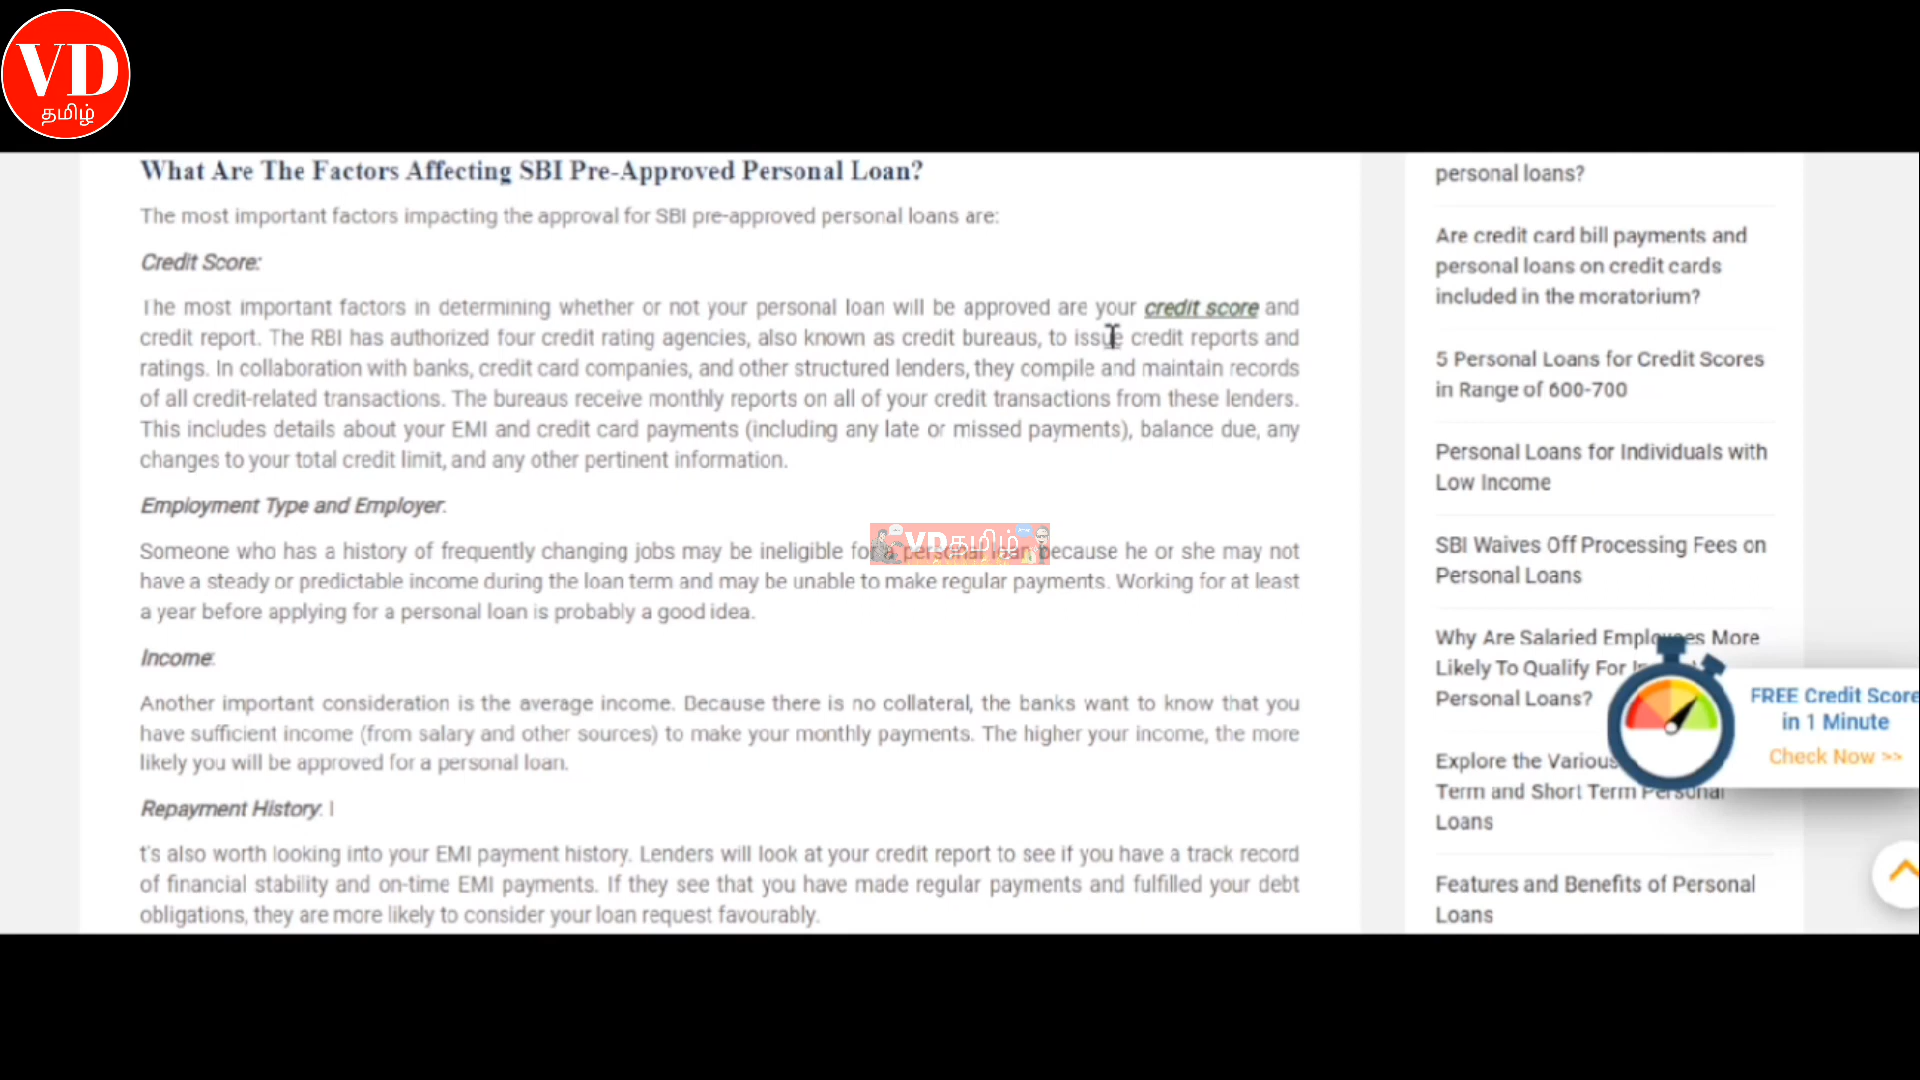 VD
தமிழ்
What Are The Factors Affecting SBI Pre-Approved Personal Loan?
The most important factors impacting the approval for SBI pre-approved personal loans are:
Credit Score:
The most important factors in determining whether or not your personal loan will be approved are your credit score and
credit report. The RBI has authorized four credit rating agencies, also known as credit bureaus, to issue credit reports and
ratings. In collaboration with banks, credit card companies, and other structured lenders, they compile and maintain records
of all credit-related transactions. The bureaus receive monthly reports on all of your credit transactions from these lenders.
This includes details about your EMI and credit card payments (including any late or missed payments), balance due, any
changes to your total credit limit, and any other pertinent information.
Employment Type and Employer:
Someone who has a history of frequently changing jobs may be ineligible for a personal loan because he or she may not
have a steady or predictable income during the loan term and may be unable to make regular payments. Working for at least
a year before applying for a personal loan is probably a good idea.
VDதமிழ்
Income:
Another important consideration is the average income. Because there is no collateral, the banks want to know that you
have sufficient income (from salary and other sources) to make your monthly payments. The higher your income, the more
likely you will be approved for a personal loan.
Repayment History: I
t's also worth looking into your EMI payment history. Lenders will look at your credit report to see if you have a track record
of financial stability and on-time EMI payments. If they see that you have made regular payments and fulfilled your debt
obligations, they are more likely to consider your loan request favourably.
personal loans?
Are credit card bill payments and
personal loans on credit cards
included in the moratorium?
5 Personal Loans for Credit Scores
in Range of 600-700
Personal Loans for Individuals with
Low Income
SBI Waives Off Processing Fees on
Personal Loans
Why Are Salaried Employees More
Likely To Qualify For
Personal Loans?
Explore the Various
Term and Short Term Personal
Loans
Features and Benefits of Personal
Loans
FREE Credit Score
in 1 Minute
Check Now >>